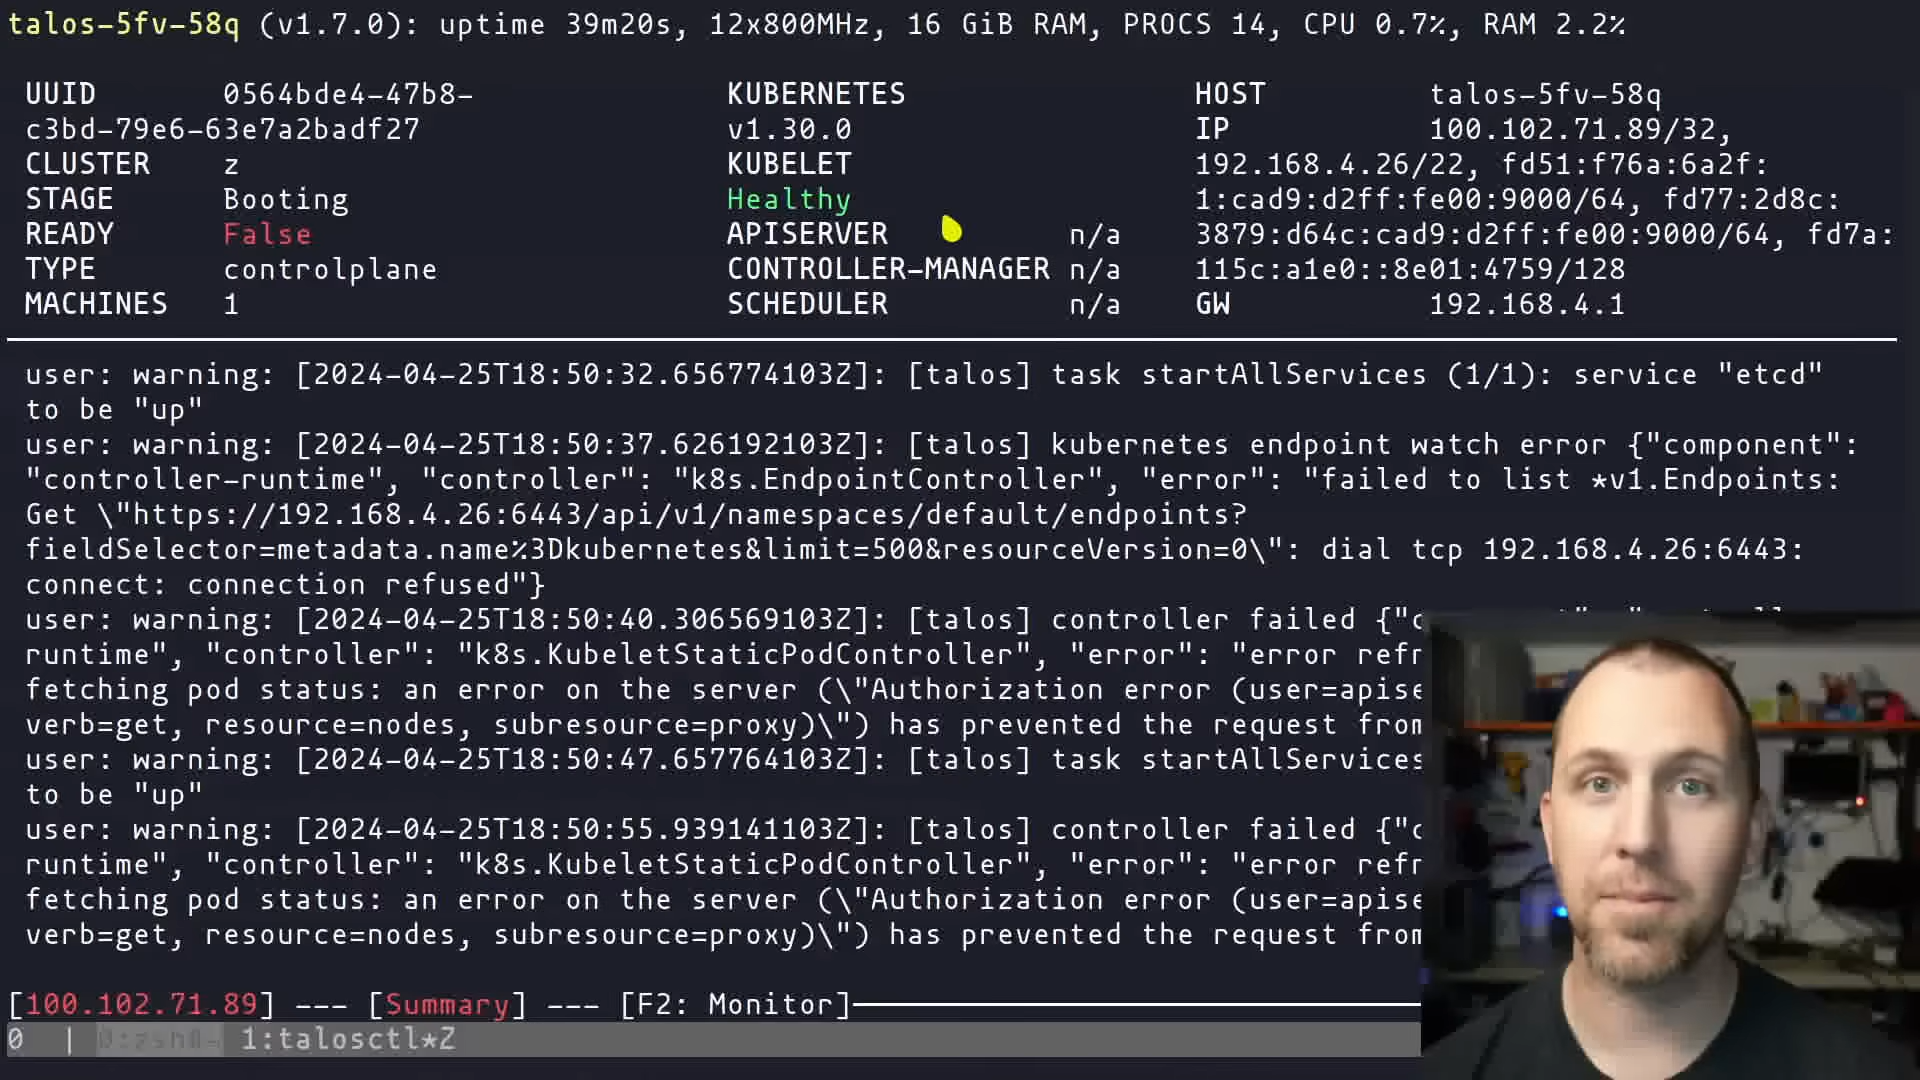 talos-5fv-58q (v1.7.0): uptime 39m20s, 12x800MHz, 16 GiB RAM, PROCS 14, CPU 0.7%, RAM 2.2%
UUID 0564bde4-47b8- KUBERNETES HOST talos-5fv-58q
c3bd-79e6-63e7a2badf27 v1.30.0 IP 100.102.71.89/32,
CLUSTER z KUBELET 192.168.4.26/22, fd51:f76a:6a2f:
STAGE Booting Healthy 1:cad9:d2ff:fe00:9000/64, fd77:2d8c:
READY False APISERVER n/a 3879:d64c:cad9:d2ff:fe00:9000/64, fd7a:
TYPE controlplane CONTROLLER-MANAGER n/a 115c:a1e0::8e01:4759/128
MACHINES 1 SCHEDULER n/a GW 192.168.4.1
user: warning: [2024-04-25T18:50:32.656774103Z]: [talos] task startAllServices (1/1): service "etcd"
to be "up"
user: warning: [2024-04-25T18:50:37.626192103Z]: [talos] kubernetes endpoint watch error {"component":
"controller-runtime", "controller": "k8s.EndpointController", "error": "failed to list *v1.Endpoints:
Get \"https://192.168.4.26:6443/api/v1/namespaces/default/endpoints?
fieldSelector=metadata.name%3Dkubernetes&limit=500&resourceVersion=0\": dial tcp 192.168.4.26:6443:
connect: connection refused"}
user: warning: [2024-04-25T18:50:40.306569103Z]: [talos] controller failed {"c
runtime", "controller": "k8s.KubeletStaticPodController", "error": "error refr
fetching pod status: an error on the server (\"Authorization error (user=apise
verb=get, resource=nodes, subresource=proxy)\") has prevented the request from
user: warning: [2024-04-25T18:50:47.657764103Z]: [talos] task startAllServices
to be "up"
user: warning: [2024-04-25T18:50:55.939141103Z]: [talos] controller failed {"c
runtime", "controller": "k8s.KubeletStaticPodController", "error": "error refr
fetching pod status: an error on the server (\"Authorization error (user=apise
verb=get, resource=nodes, subresource=proxy)\") has prevented the request from
[100.102.71.89] --- [Summary] --- [F2: Monitor]
0 | 0:zsh#- 1:talosctl*Z